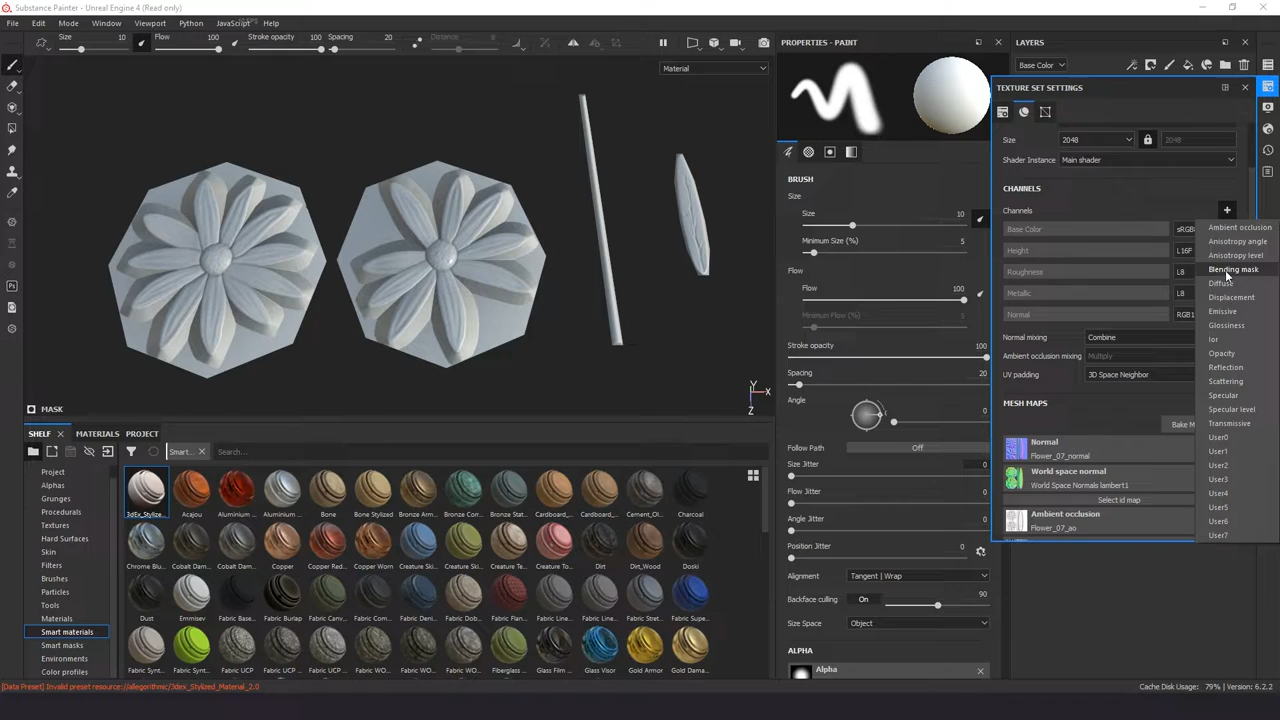 Substance Painter - Unreal Engine 4 (Read only)
File Edit Mode Window Viewport Python JavaScript Help
Size 10 Flow 100 Stroke opacity 100 Spacing 20 Distance 8
Material
MASK
Y
X
Z
SHELF MATERIALS PROJECT
Smart... Search...
Project
Alphas
Grunges
Procedurals
Textures
Hard Surfaces
Skin
Filters
Brushes
Particles
Tools
Materials
Smart materials
Smart masks
Environments
Color profiles
3dEx_Stylize... Acajou Aluminium ... Aluminium ... Bone Bone Stylized Bronze Arm... Bronze Corr... Bronze Stat... Cardboard_... Cardboard_... Cement_Ol... Charcoal
Chrome Blu... Cobalt Dam... Cobalt Dam... Copper Copper Red... Copper Worn Creature Ski... Creature Ski... Creature Te... Creature To... Dirt Dirt_Wood Doski
Dust Emmisev Fabric Base... Fabric Burlap Fabric Canv... Fabric Deni... Fabric Dob... Fabric Flan... Fabric Line... Fabric Line... Fabric Stret... Fabric Supe...
Fabric Synt... Fabric Synt... Fabric UCP Fabric UCP ... Fabric WO... Fabric WO... Fiberglass ... Glass Film ... Glass Visor Gold Armor Gold Dama...
[Data Preset] Invalid preset resource://allegorithmic/3dex_Stylized_Material_2.0
Cache Disk Usage: 79% | Version: 6.2.2
PROPERTIES - PAINT
BRUSH
Size
Size 10
Minimum Size (%) 5
Flow
Flow 100
Minimum Flow (%)
Stroke opacity 100
Spacing 20
Angle 0
Follow Path Off
Size Jitter 0
Flow Jitter 0
Angle Jitter 0
Position Jitter 0
Alignment Tangent | Wrap
Backface culling On 90
Size Space Object
ALPHA
Alpha
LAYERS
Base Color
TEXTURE SET SETTINGS
Size 2048 2048
Shader Instance Main shader
CHANNELS
Channels +
Base Color sRGB8
Height L16F
Roughness L8
Metallic L8
Normal RGB1
Normal mixing Combine
Ambient occlusion mixing Multiply
UV padding 3D Space Neighbor
MESH MAPS
Bake M
Normal
Flower_07_normal
World space normal
World Space Normals lambert1
Select id map
Ambient occlusion
Flower_07_ao
Ambient occlusion
Anisotropy angle
Anisotropy level
Blending mask
Diffuse
Displacement
Emissive
Glossiness
Ior
Opacity
Reflection
Scattering
Specular
Specular level
Transmissive
User0
User1
User2
User3
User4
User5
User6
User7